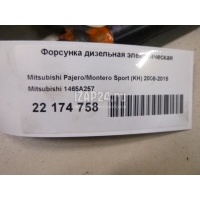 Форсунка дизельная электрическая
Mitsubishi Pajero/Montero Sport (KH) 2008-2015
Mitsubishi 1465A257
22 174 758